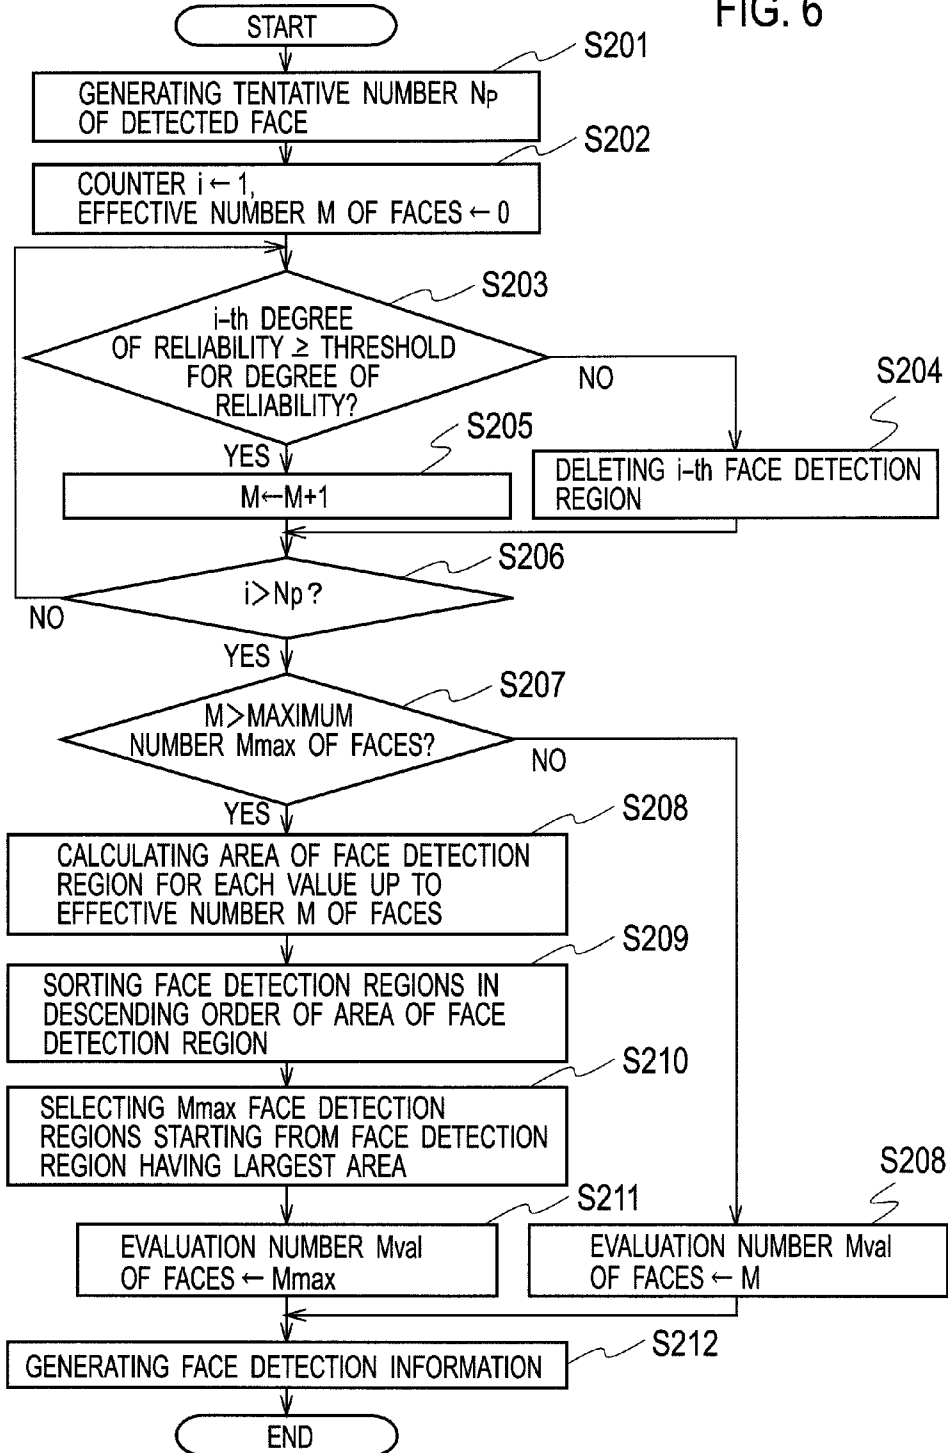 FIG. 6
START
S201
GENERATING TENTATIVE NUMBER NP
OF DETECTED FACE
S202
COUNTER i ← 1,
EFFECTIVE NUMBER M OF FACES ← 0
S203
i-th DEGREE
OF RELIABILITY ≥ THRESHOLD
FOR DEGREE OF
RELIABILITY?
NO
S204
DELETING i-th FACE DETECTION
REGION
YES
S205
M←M+1
S206
i>Np?
NO
YES
S207
M>MAXIMUM
NUMBER Mmax OF FACES?
NO
YES
S208
CALCULATING AREA OF FACE DETECTION
REGION FOR EACH VALUE UP TO
EFFECTIVE NUMBER M OF FACES
S209
SORTING FACE DETECTION REGIONS IN
DESCENDING ORDER OF AREA OF FACE
DETECTION REGION
S210
SELECTING Mmax FACE DETECTION
REGIONS STARTING FROM FACE DETECTION
REGION HAVING LARGEST AREA
S211
EVALUATION NUMBER Mval
OF FACES ← Mmax
S208
EVALUATION NUMBER Mval
OF FACES ← M
S212
GENERATING FACE DETECTION INFORMATION
END